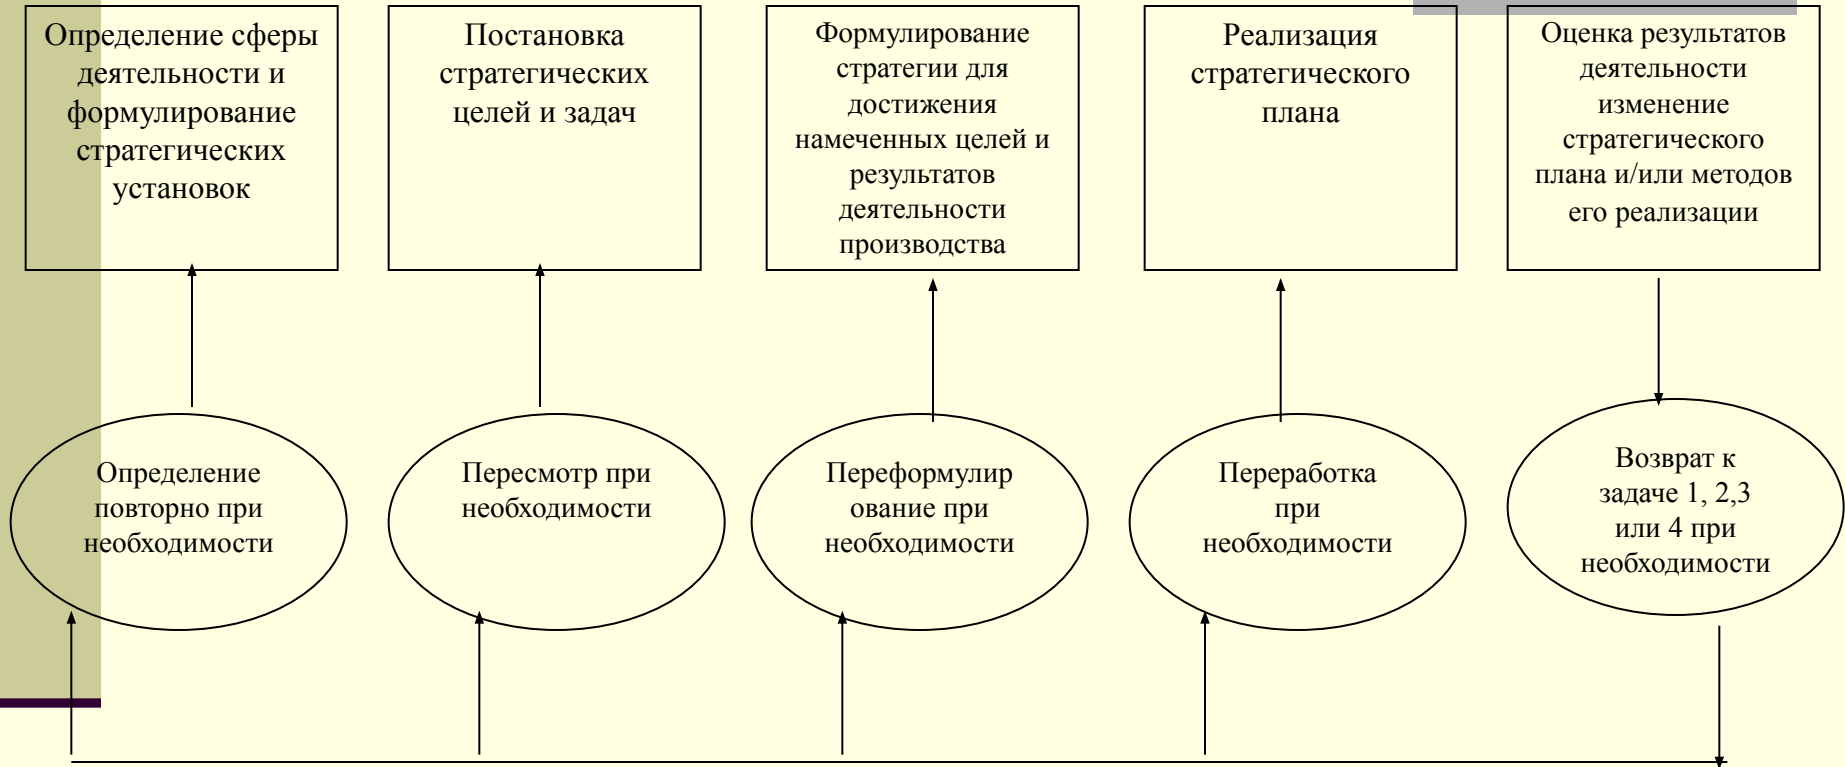 Определение сферы
деятельности и
формулирование
стратегических
установок
Постановка
стратегических
целей и задач
Формулирование
стратегии для
достижения
намеченных целей и
результатов
деятельности
производства
Реализация
стратегического
плана
Оценка результатов
деятельности
изменение
стратегического
плана и/или методов
его реализации
Определение
повторно при
необходимости
Пересмотр при
необходимости
Переформулир
ование при
необходимости
Переработка
при
необходимости
Возврат к
задаче 1, 2,3
или 4 при
необходимости